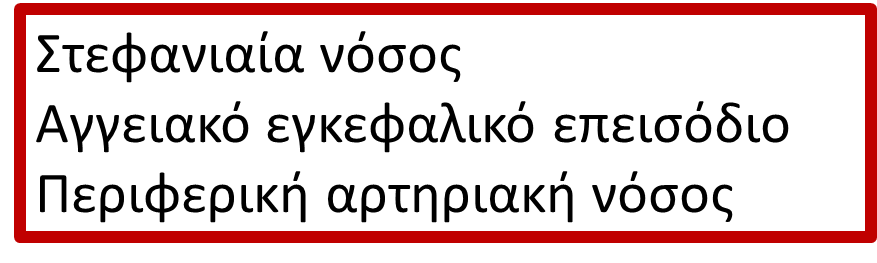 Στεφανιαία νόσος
Αγγειακό εγκεφαλικό επεισόδιο
Περιφερική αρτηριακή νόσος